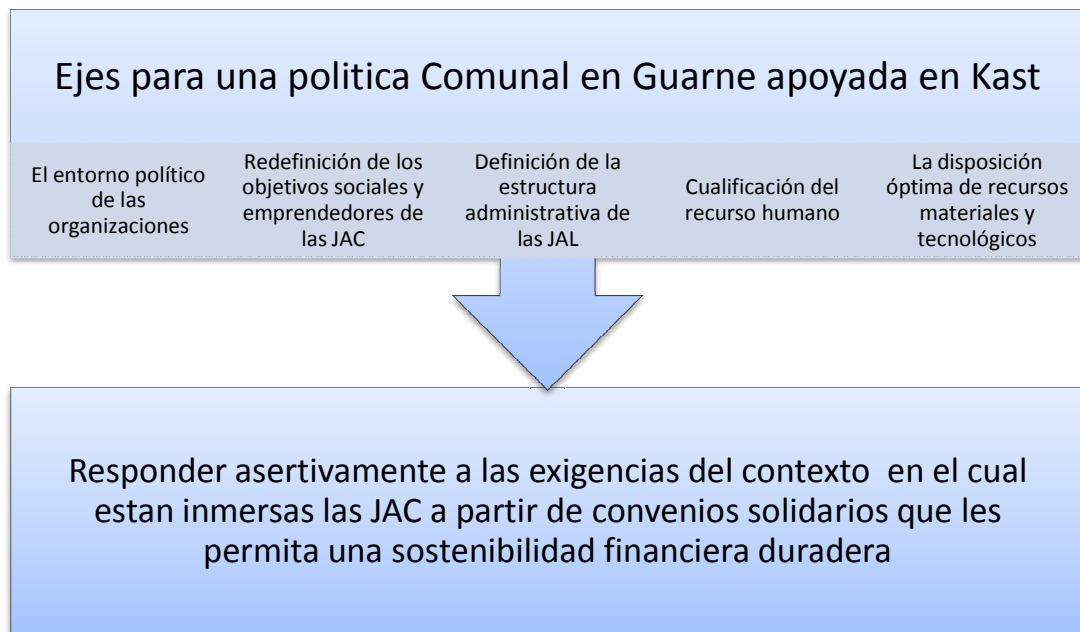 Ejes para una politica Comunal en Guarne apoyada en Kast
El entorno político
de las
organizaciones
Redefinición de los
objetivos sociales y
emprendedores de
las JAC
Definición de la
estructura
administrativa de
las JAL
Cualificación del
recurso humano
La disposición
óptima de recursos
materiales y
tecnológicos
Responder asertivamente a las exigencias del contexto en el cual
estan inmersas las JAC a partir de convenios solidarios que les
permita una sostenibilidad financiera duradera